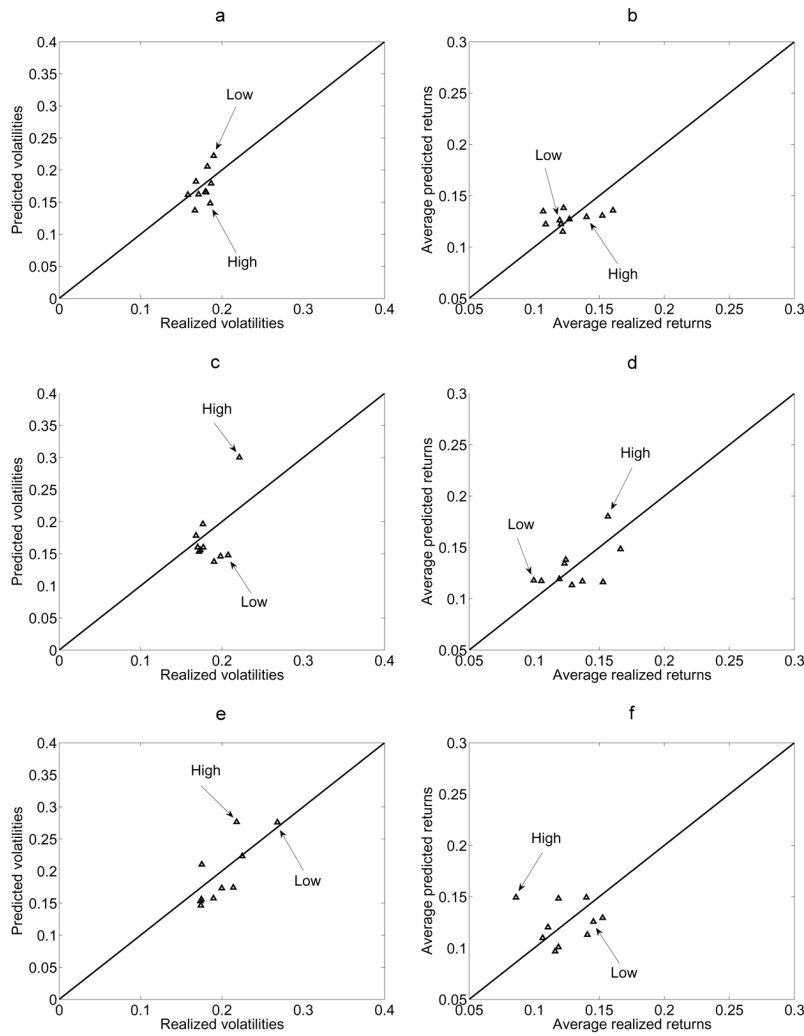 a
0.4
0.35
0.3
0.25
0.2
0.15
0.1
0.05
0
0 0.1 0.2 0.3 0.4
Predicted volatilities
Realized volatilities
Low
High
b
0.3
0.25
0.2
0.15
0.1
0.05
0.05 0.1 0.15 0.2 0.25 0.3
Average predicted returns
Average realized returns
Low
High
c
0.4
0.35
0.3
0.25
0.2
0.15
0.1
0.05
0
0 0.1 0.2 0.3 0.4
Predicted volatilities
Realized volatilities
High
Low
d
0.3
0.25
0.2
0.15
0.1
0.05
0.05 0.1 0.15 0.2 0.25 0.3
Average predicted returns
Average realized returns
High
Low
e
0.4
0.35
0.3
0.25
0.2
0.15
0.1
0.05
0
0 0.1 0.2 0.3 0.4
Predicted volatilities
Realized volatilities
High
Low
f
0.3
0.25
0.2
0.15
0.1
0.05
0.05 0.1 0.15 0.2 0.25 0.3
Average predicted returns
Average realized returns
High
Low